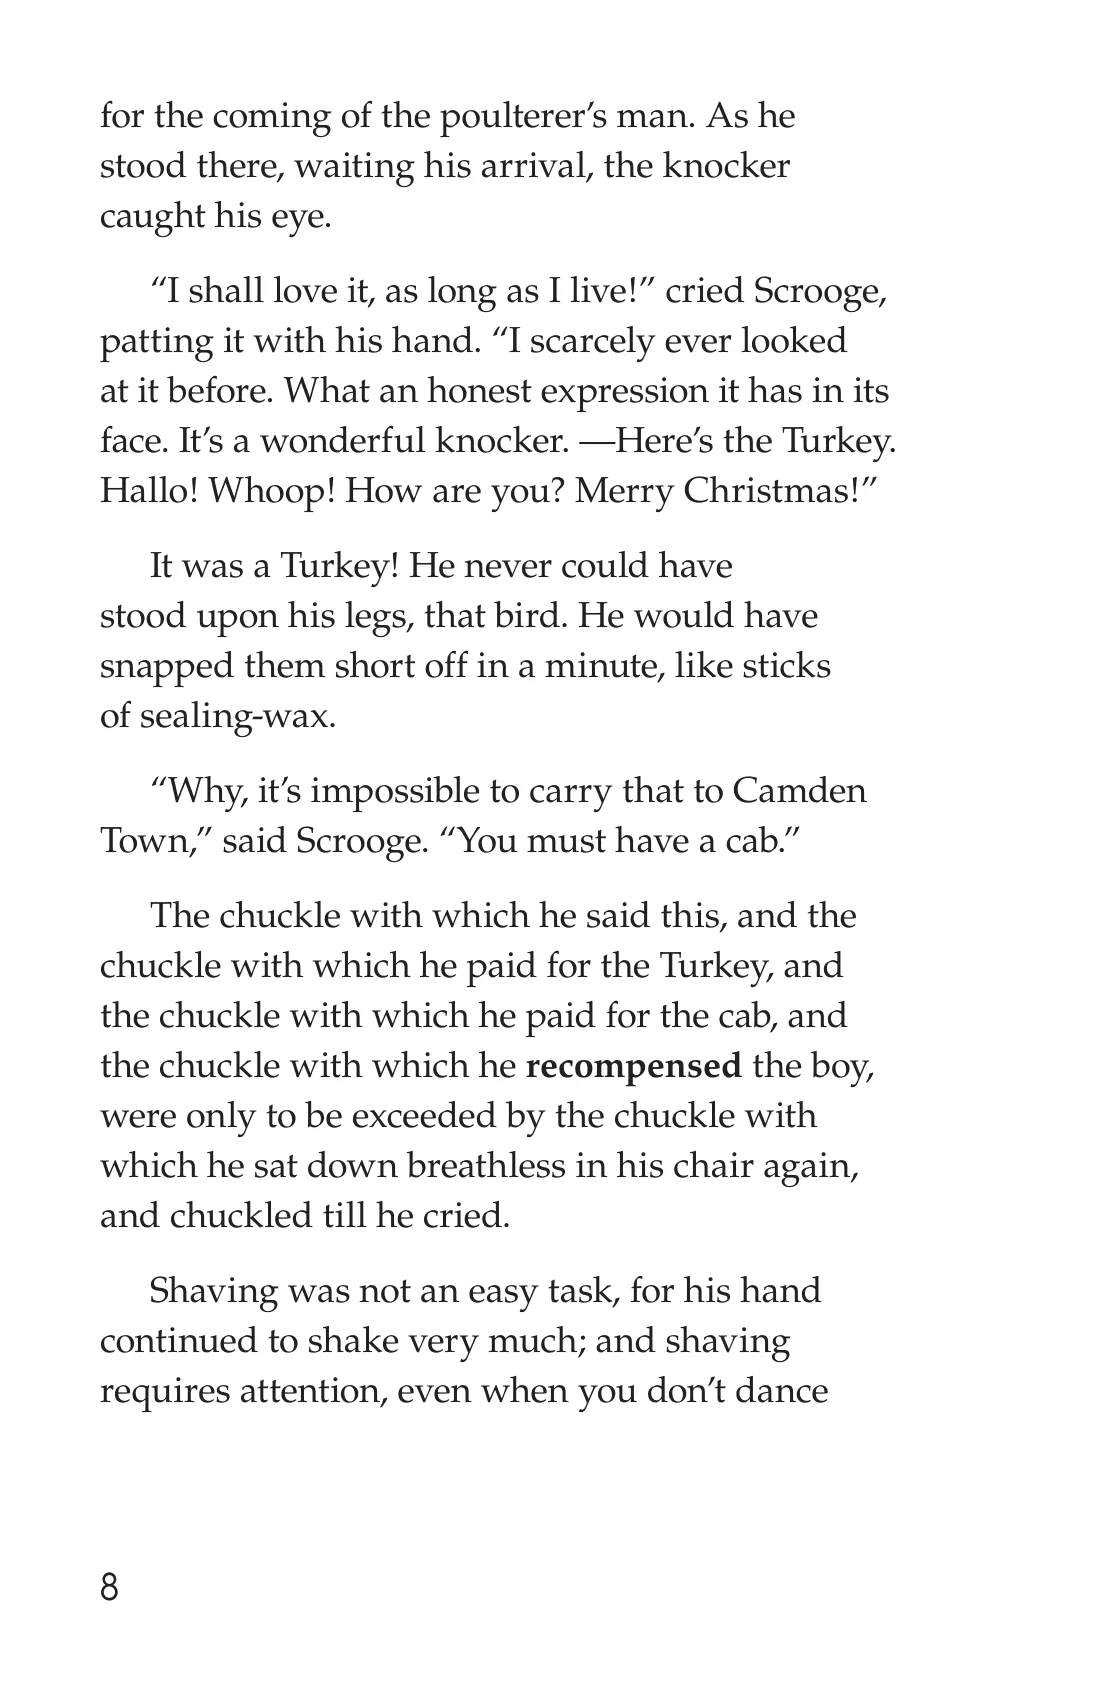 for the coming of the poulterer’s man. As he
stood there, waiting his arrival, the knocker
caught his eye.
“I shall love it, as long as I live!” cried Scrooge,
patting it with his hand. “I scarcely ever looked
at it before. What an honest expression it has in its
face. It’s a wonderful knocker. —Here’s the Turkey.
Hallo! Whoop! How are you? Merry Christmas!”
It was a Turkey! He never could have
stood upon his legs, that bird. He would have
snapped them short off in a minute, like sticks
of sealing-wax.
“Why, it’s impossible to carry that to Camden
Town,” said Scrooge. “You must have a cab.”
The chuckle with which he said this, and the
chuckle with which he paid for the Turkey, and
the chuckle with which he paid for the cab, and
the chuckle with which he recompensed the boy,
were only to be exceeded by the chuckle with
which he sat down breathless in his chair again,
and chuckled till he cried.
Shaving was not an easy task, for his hand
continued to shake very much; and shaving
requires attention, even when you don’t dance
8